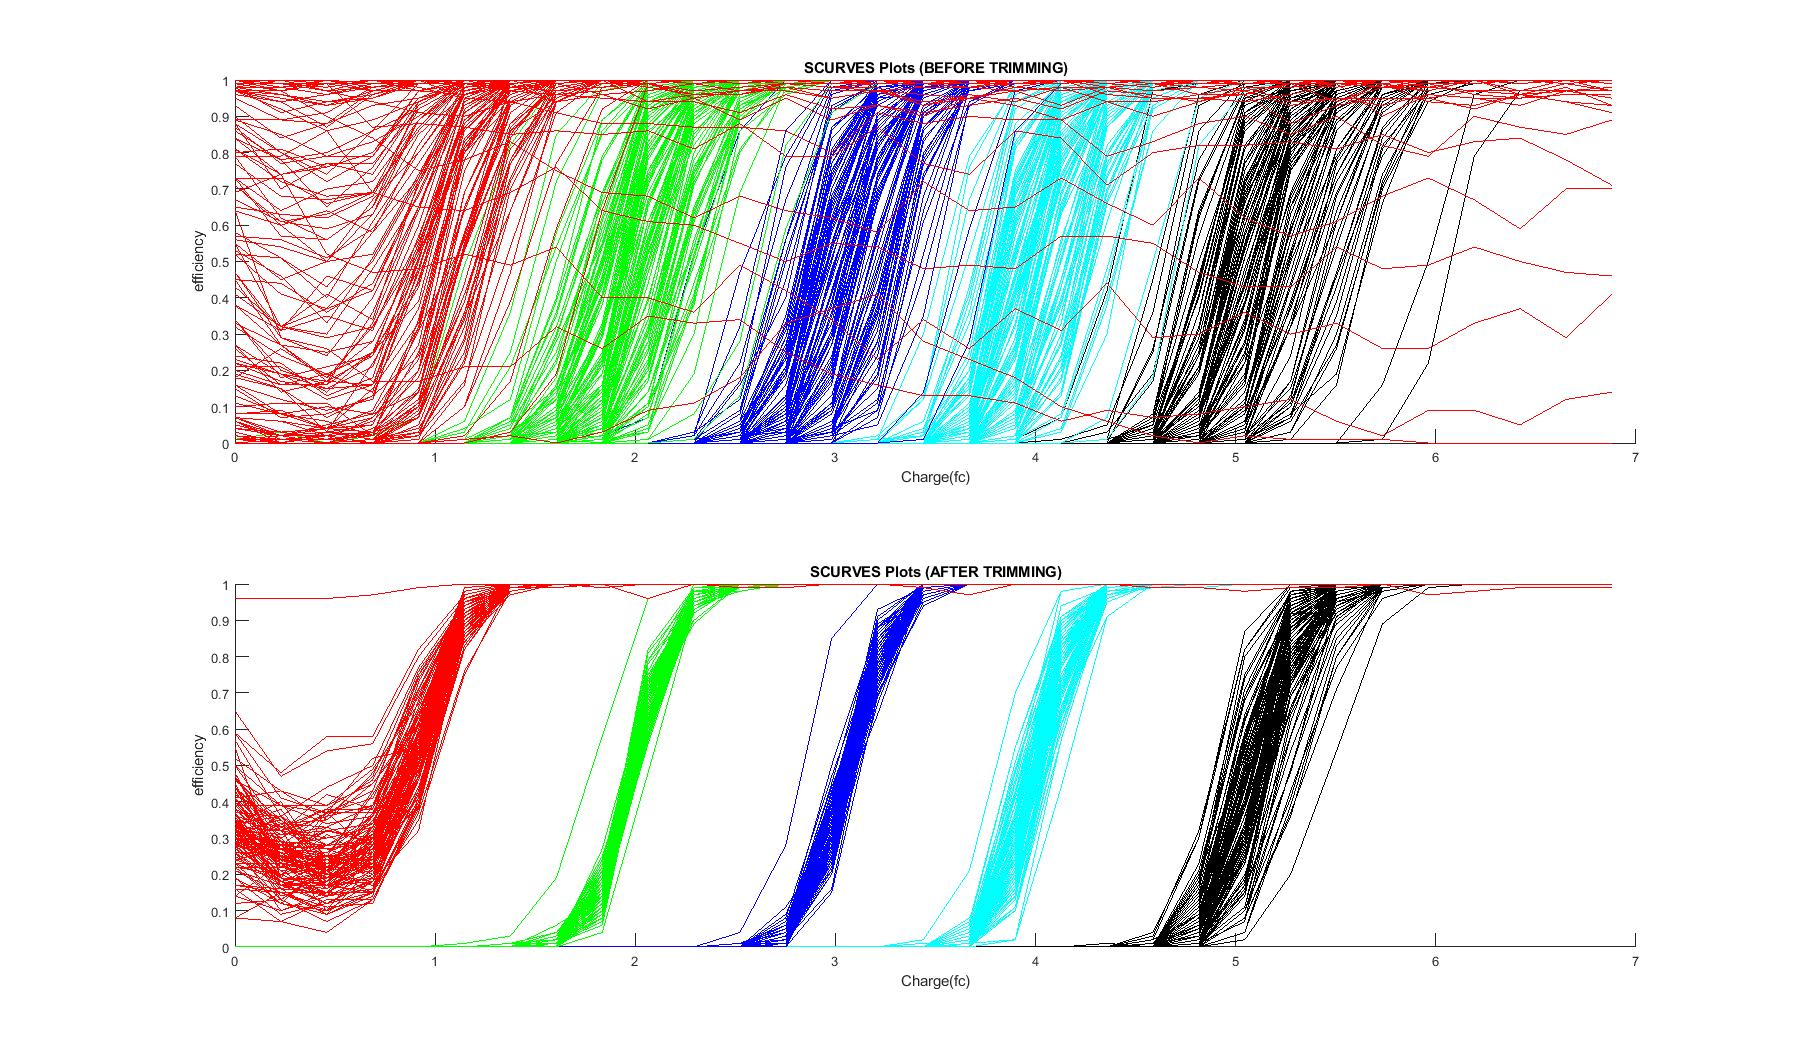 SCURVES Plots (BEFORE TRIMMING)
1
0.9
0.8
0.7
0.6
0.5
0.4
0.3
0.2
0.1
0
efficiency
0 1 2 3 4 5 6 7
Charge(fc)
SCURVES Plots (AFTER TRIMMING)
1
0.9
0.8
0.7
0.6
0.5
0.4
0.3
0.2
0.1
0
efficiency
0 1 2 3 4 5 6 7
Charge(fc)